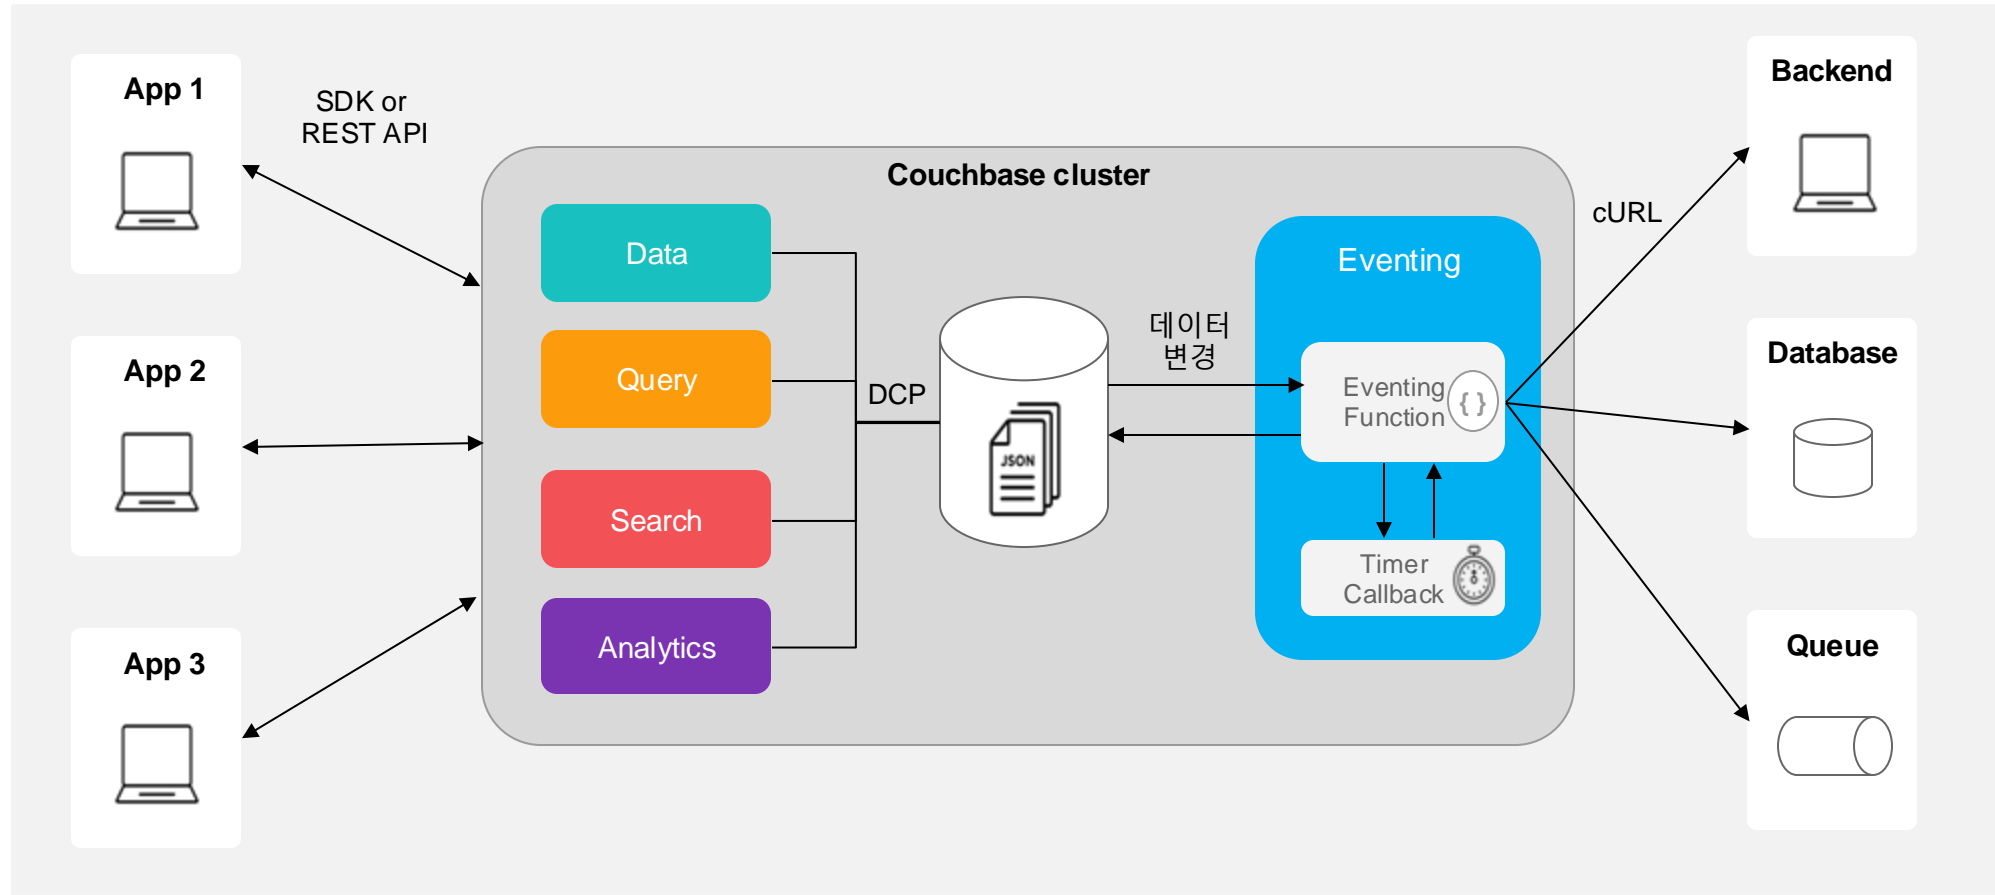 App 1
SDK or
REST API
App 2
App 3
Couchbase cluster
Data
Query
Search
Analytics
DCP
JSON
데이터
변경
Eventing
Eventing
Function
{ }
Timer
Callback
cURL
Backend
Database
Queue